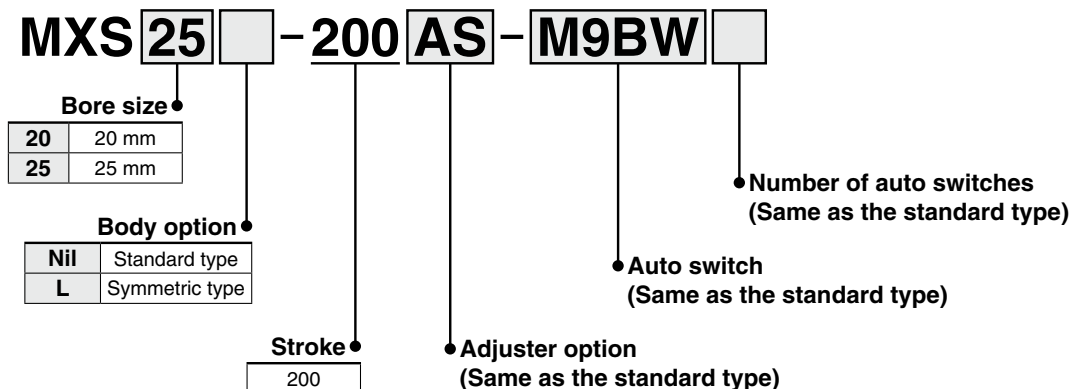 MXS 25 - 200 AS - M9BW
Bore size
20 20 mm
25 25 mm
Number of auto switches
(Same as the standard type)
Body option
Nil Standard type
L Symmetric type
Auto switch
(Same as the standard type)
Stroke
200
Adjuster option
(Same as the standard type)